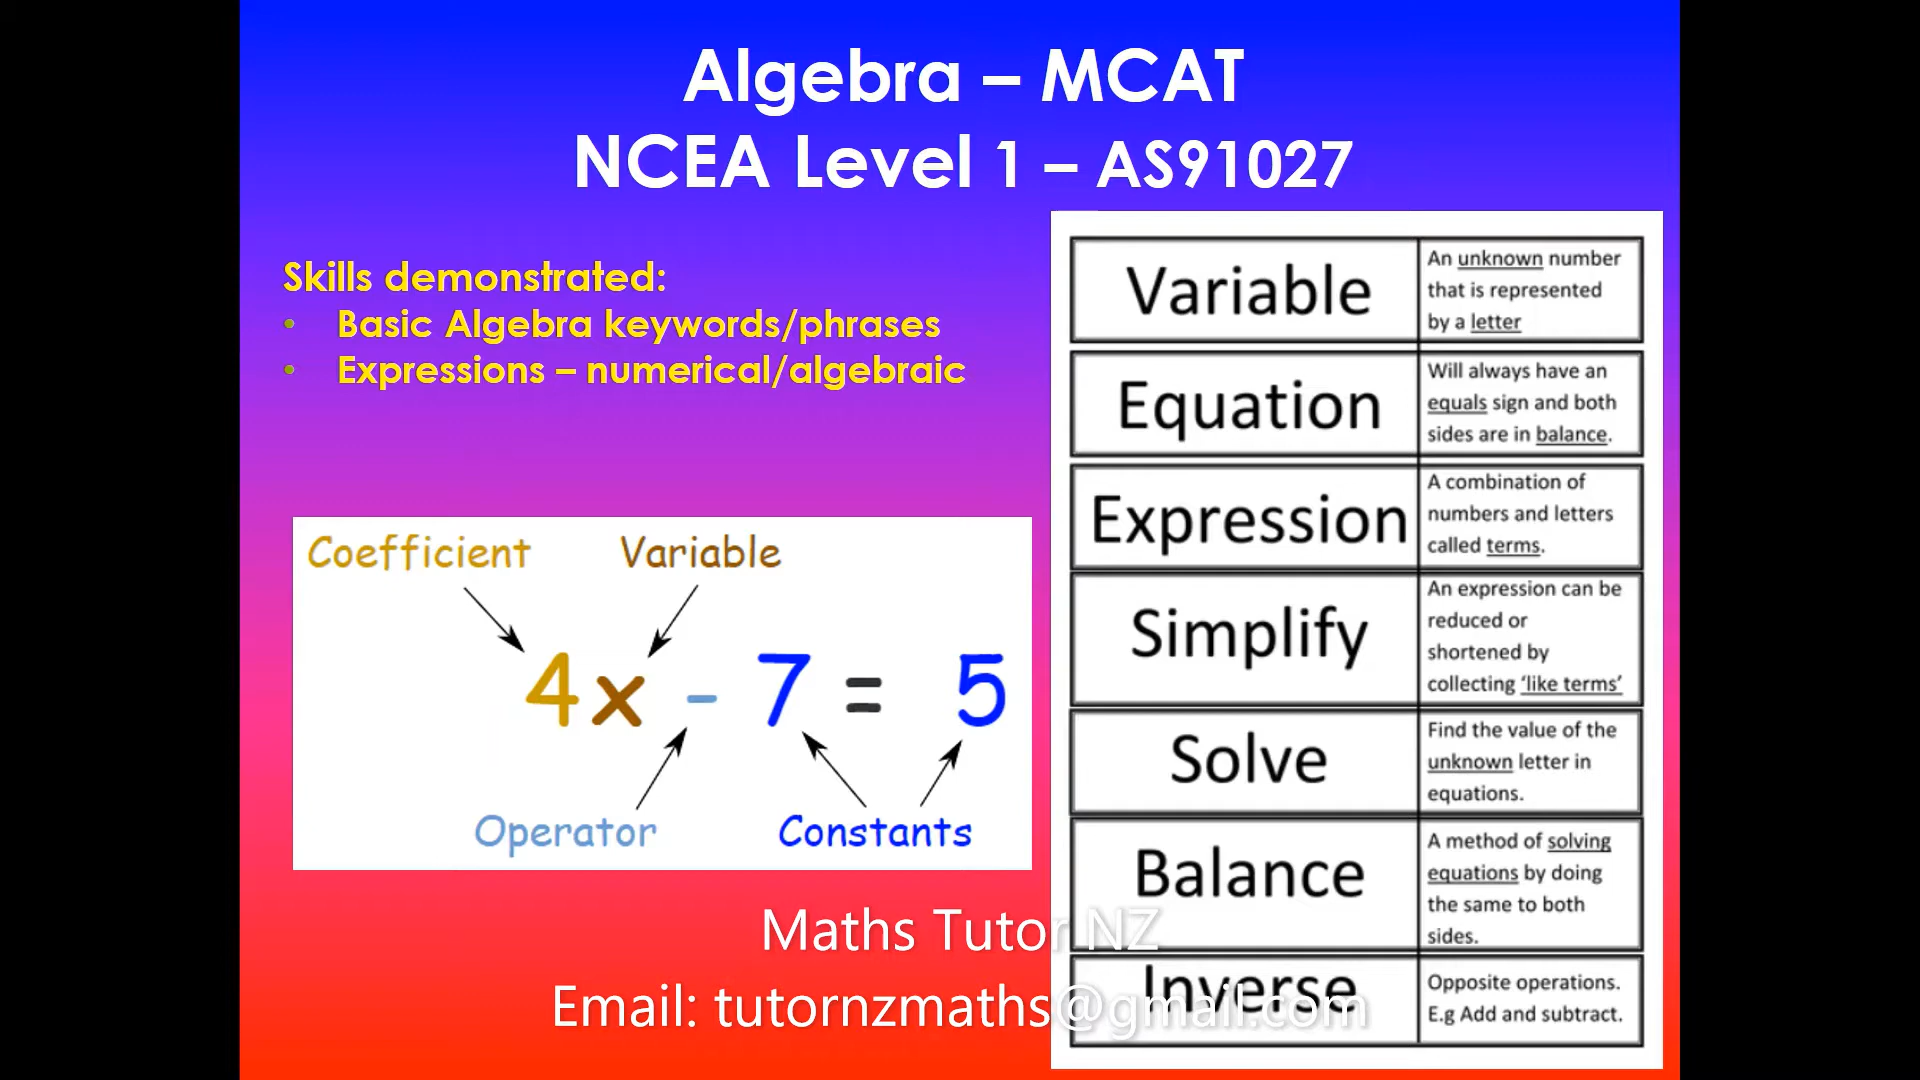 Algebra – MCAT
NCEA Level 1 – AS91027
Skills demonstrated:
• Basic Algebra keywords/phrases
• Expressions – numerical/algebraic
Coefficient Variable
4x - 7 = 5
Operator Constants
Variable
An unknown number
that is represented
by a letter
Equation
Will always have an
equals sign and both
sides are in balance.
Expression
A combination of
numbers and letters
called terms.
Simplify
An expression can be
reduced or
shortened by
collecting ‘like terms’
Solve
Find the value of the
unknown letter in
equations.
Balance
A method of solving
equations by doing
the same to both
sides.
Inverse
Opposite operations.
E.g Add and subtract.
Maths Tutor NZ
Email: tutornzmaths@gmail.com